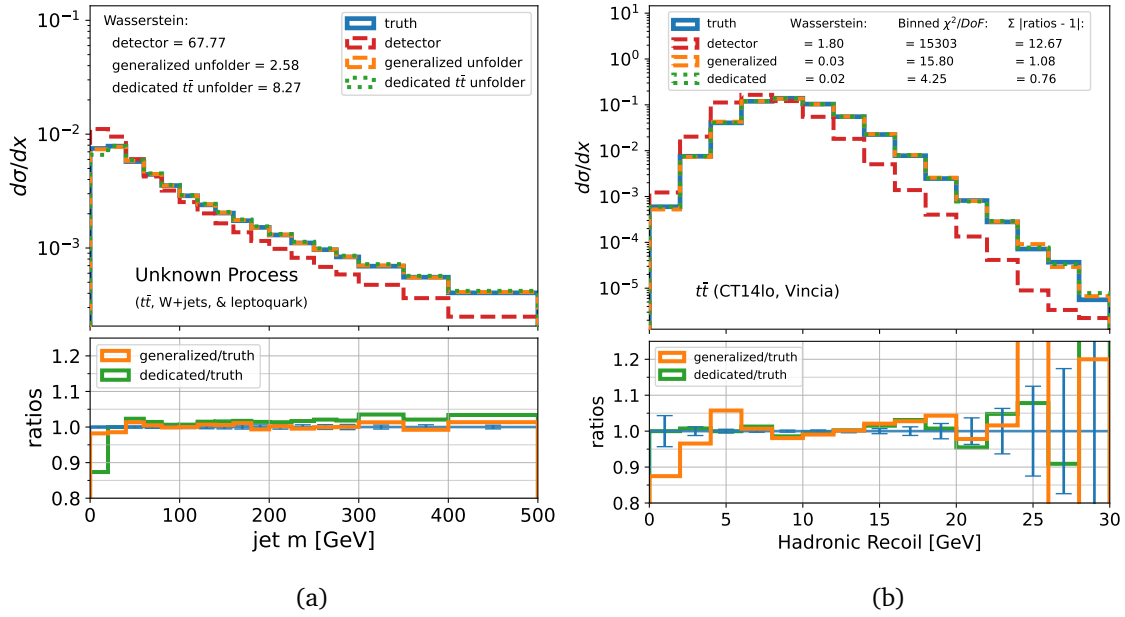 Wasserstein:
detector = 67.77
generalized unfolder = 2.58
dedicated tt̄ unfolder = 8.27
truth
detector
generalized unfolder
dedicated tt̄ unfolder
10⁻¹
10⁻²
10⁻³
dσ/dx
Unknown Process
(tt̄, W+jets, & leptoquark)
generalized/truth
dedicated/truth
1.2
1.1
1.0
0.9
0.8
ratios
0 100 200 300 400 500
jet m [GeV]
(a)
truth Wasserstein: Binned χ²/DoF: Σ |ratios - 1|:
detector = 1.80 = 15303 = 12.67
generalized = 0.03 = 15.80 = 1.08
dedicated = 0.02 = 4.25 = 0.76
10¹
10⁰
10⁻¹
10⁻²
10⁻³
10⁻⁴
10⁻⁵
dσ/dx
tt̄ (CT14lo, Vincia)
generalized/truth
dedicated/truth
1.2
1.1
1.0
0.9
0.8
ratios
0 5 10 15 20 25 30
Hadronic Recoil [GeV]
(b)